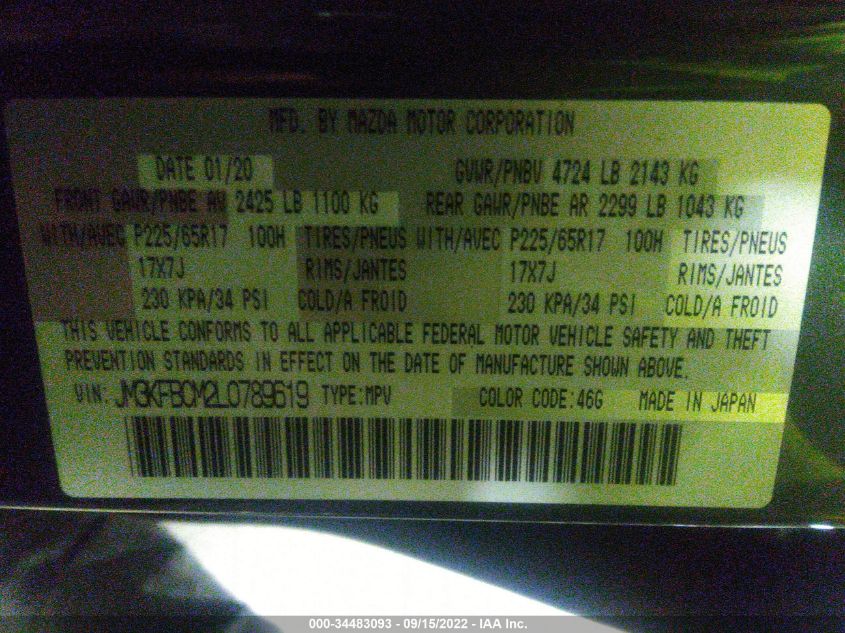 MFD. BY MAZDA MOTOR CORPORATION
DATE 01/20 GVWR/PNBV 4724 LB 2143 KG
FRONT GAWR/PNBE AV 2425 LB 1100 KG REAR GAWR/PNBE AR 2299 LB 1043 KG
WITH/AVEC P225/65R17 100H TIRES/PNEUS WITH/AVEC P225/65R17 100H TIRES/PNEUS
17X7J RIMS/JANTES 17X7J RIMS/JANTES
230 KPA/34 PSI COLD/A FROID 230 KPA/34 PSI COLD/A FROID
THIS VEHICLE CONFORMS TO ALL APPLICABLE FEDERAL MOTOR VEHICLE SAFETY AND THEFT
PREVENTION STANDARDS IN EFFECT ON THE DATE OF MANUFACTURE SHOWN ABOVE.
VIN: JM3KFBCM2L0789619 TYPE:MPV COLOR CODE:46G MADE IN JAPAN
000-34483093 - 09/15/2022 - IAA Inc.